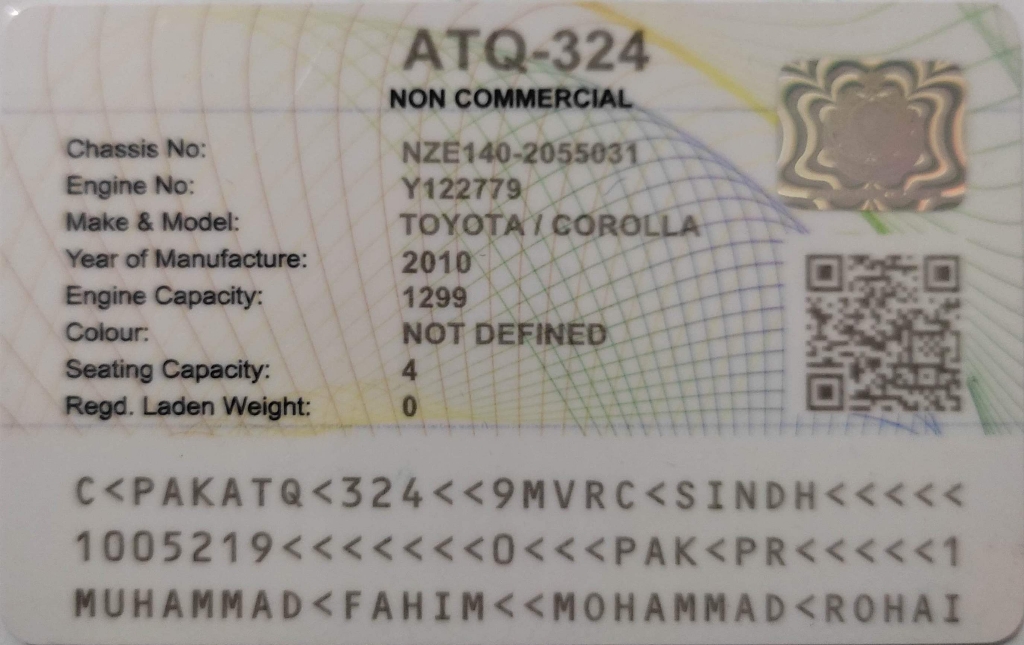 ATQ-324
NON COMMERCIAL
Chassis No: NZE140-2055031
Engine No: Y122779
Make & Model: TOYOTA / COROLLA
Year of Manufacture: 2010
Engine Capacity: 1299
Colour: NOT DEFINED
Seating Capacity: 4
Regd. Laden Weight: 0
C<PAKATQ<324<<9MVRC<SINDH<<<<<
1005219<<<<<<<0<<<PAK<PR<<<<<1
MUHAMMAD<FAHIM<<MOHAMMAD<ROHAI